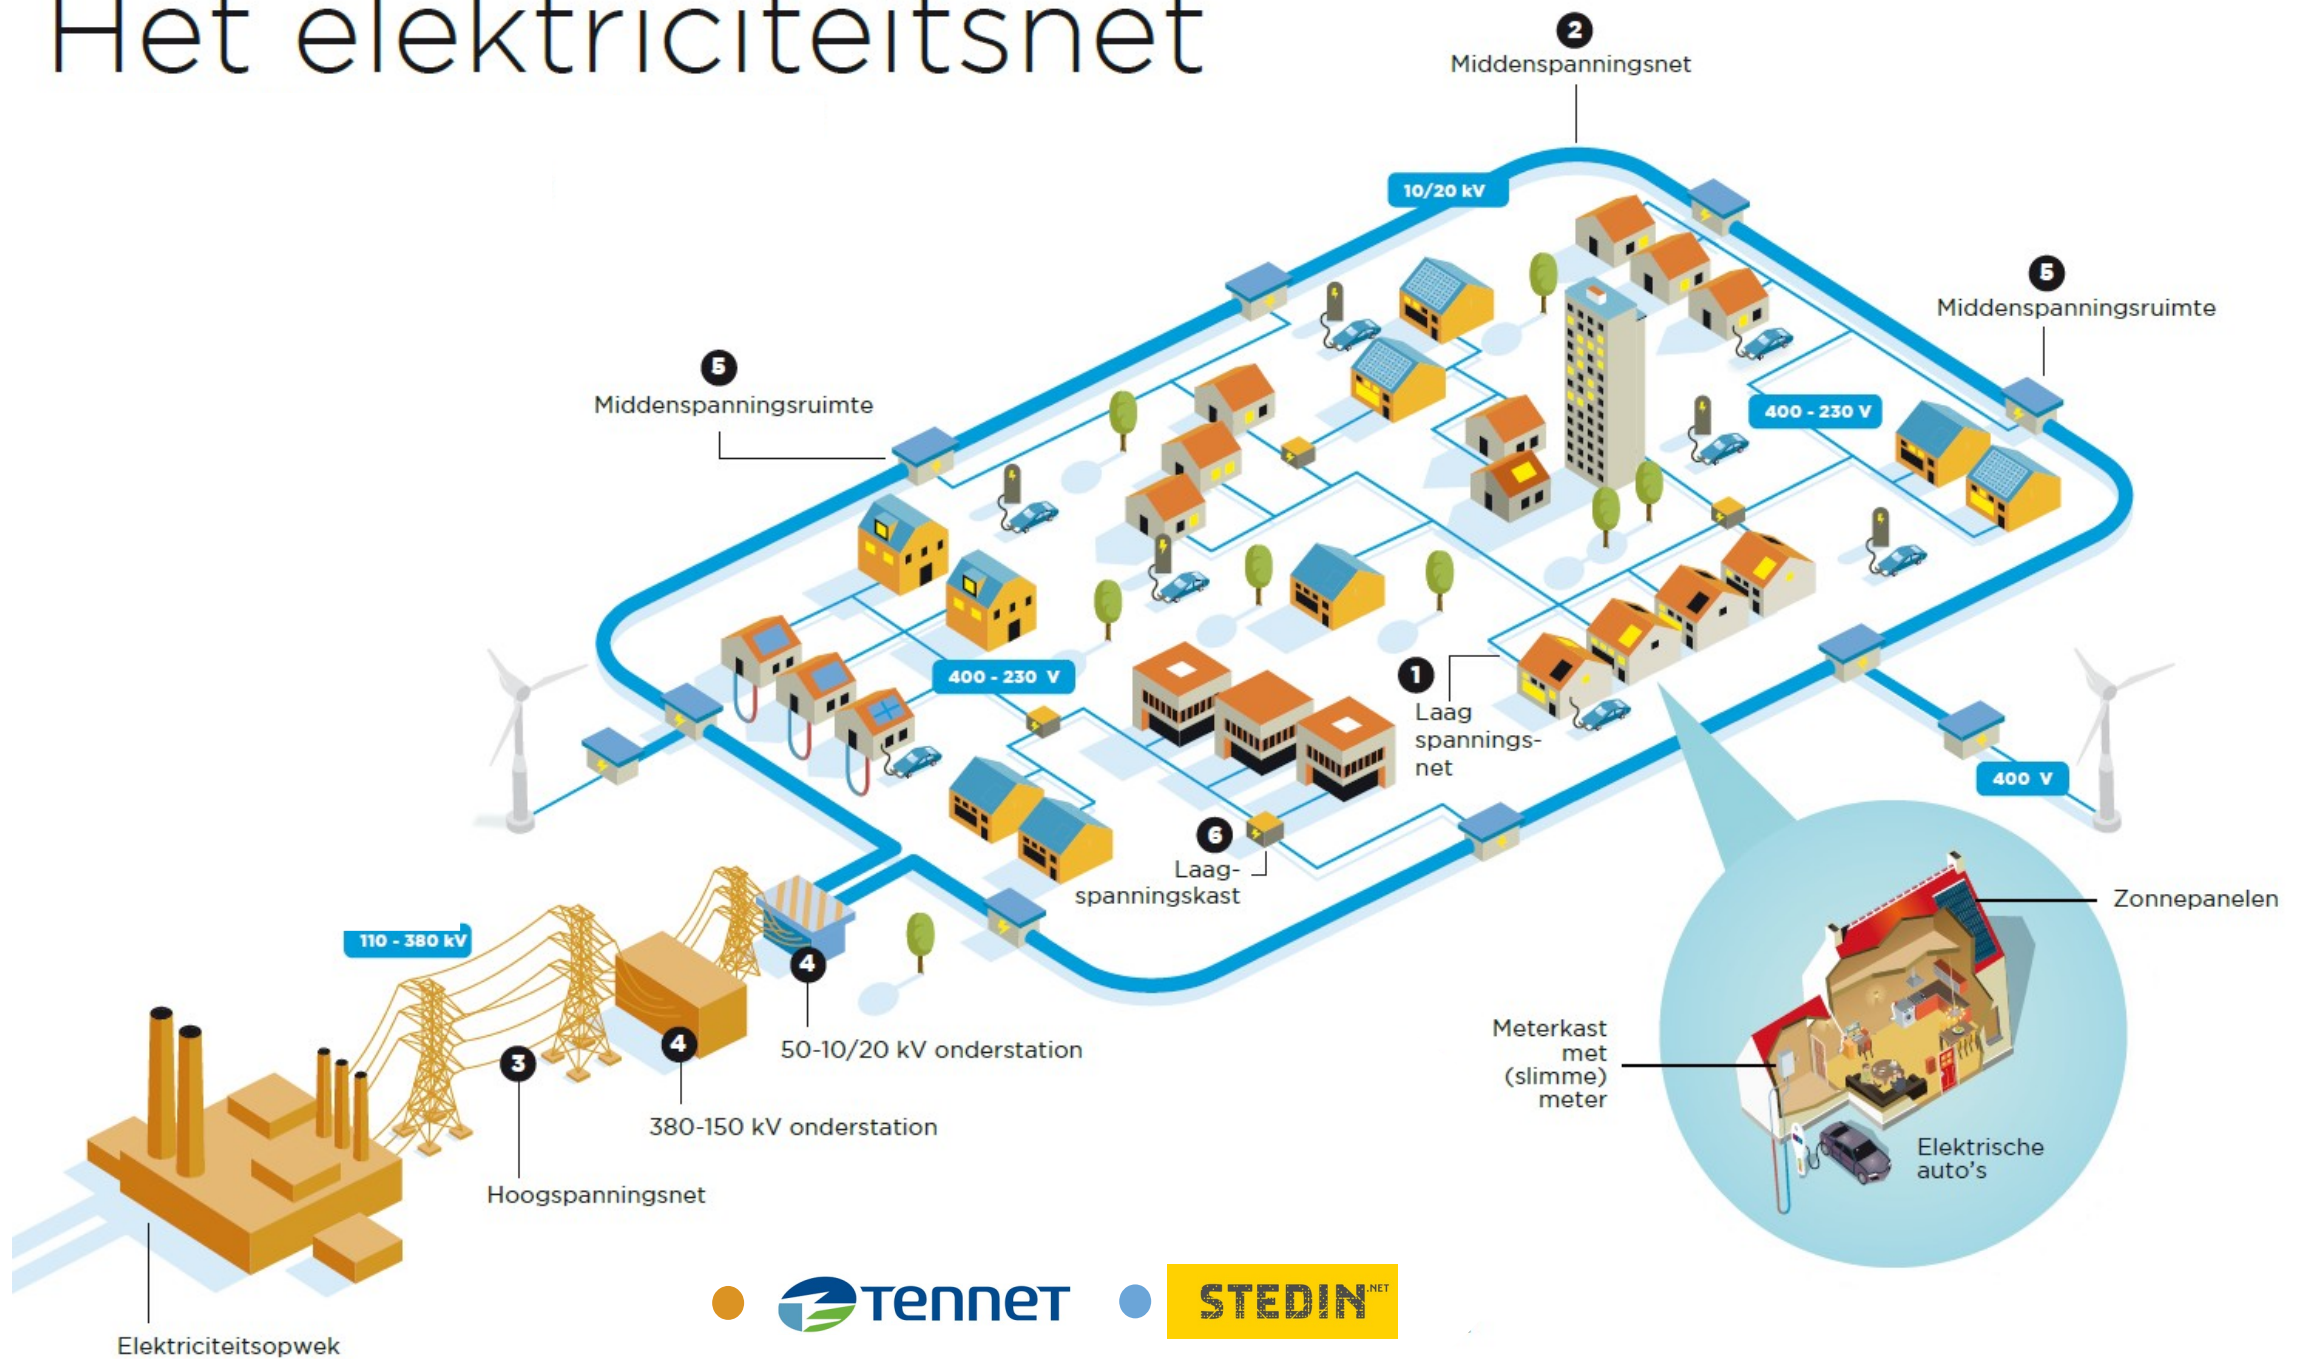 Het elektriciteitsnet
2
Middenspanningsnet
10/20 kV
5
Middenspanningsruimte
5
Middenspanningsruimte
400 - 230 V
400 - 230 V
1
Laag
spannings-
net
400 V
6
Laag-
spanningskast
Zonnepanelen
110 - 380 kV
4
50-10/20 kV onderstation
4
380-150 kV onderstation
3
Hoogspanningsnet
Meterkast
met
(slimme)
meter
Elektrische
auto's
TenneT
STEDIN.NET
Elektriciteitsopwek